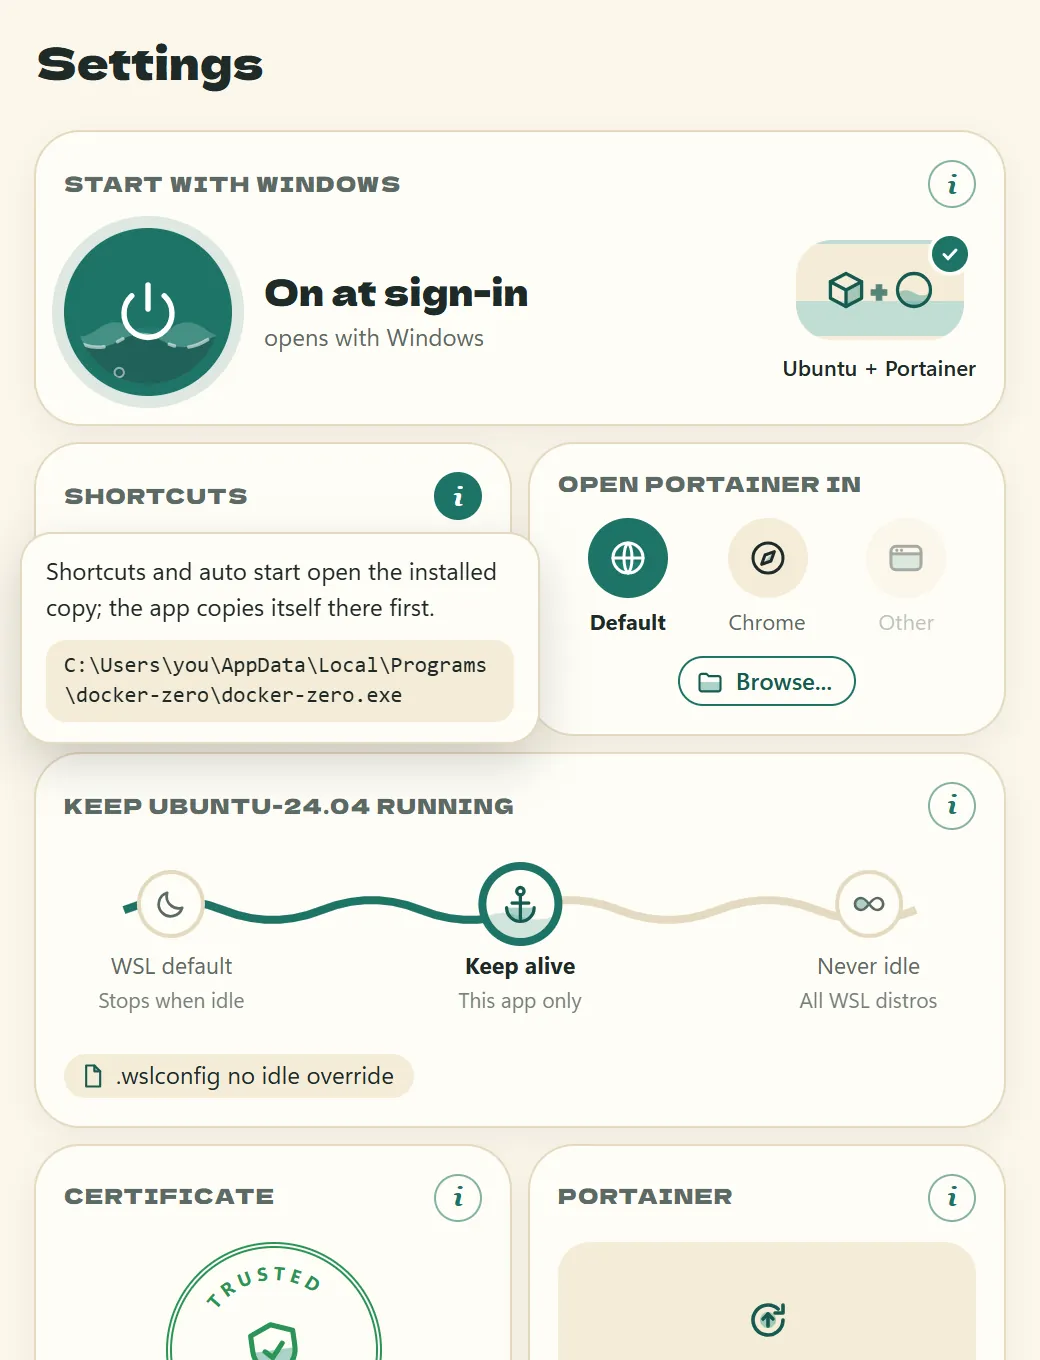 Settings
START WITH WINDOWS
i
On at sign-in
opens with Windows
Ubuntu + Portainer
SHORTCUTS
i
Shortcuts and auto start open the installed
copy; the app copies itself there first.
C:\Users\you\AppData\Local\Programs
\docker-zero\docker-zero.exe
OPEN PORTAINER IN
Default
Chrome
Other
Browse...
KEEP UBUNTU-24.04 RUNNING
i
WSL default
Stops when idle
Keep alive
This app only
Never idle
All WSL distros
.wslconfig no idle override
CERTIFICATE
i
TRUSTED
PORTAINER
i